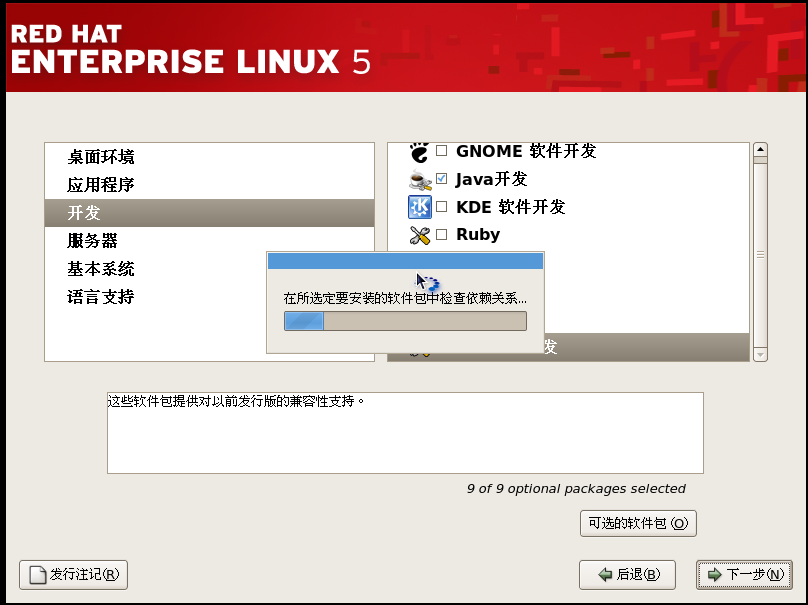 RED HAT
ENTERPRISE LINUX 5
桌面环境
应用程序
开发
服务器
基本系统
语言支持
GNOME 软件开发
Java开发
KDE 软件开发
Ruby
发
在所选定要安装的软件包中检查依赖关系...
这些软件包提供对以前发行版的兼容性支持。
9 of 9 optional packages selected
可选的软件包(O)
发行注记(R)
后退(B)
下一步(N)